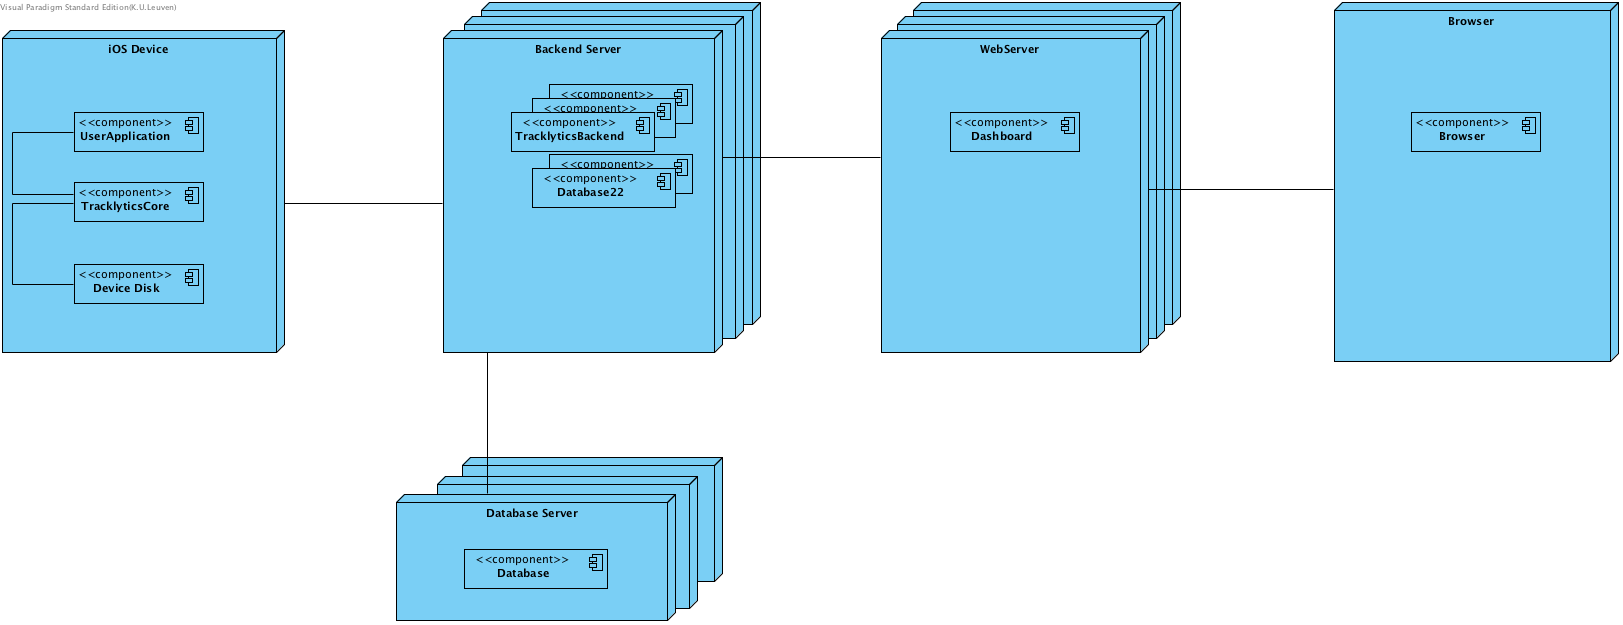 Visual Paradigm Standard Edition(K.U.Leuven)
iOS Device
<<component>>
UserApplication
<<component>>
TracklyticsCore
<<component>>
Device Disk
Backend Server
<<component>>
<<component>>
<<component>>
TracklyticsBackend
<<component>>
<<component>>
Database22
WebServer
<<component>>
Dashboard
Browser
<<component>>
Browser
Database Server
<<component>>
Database